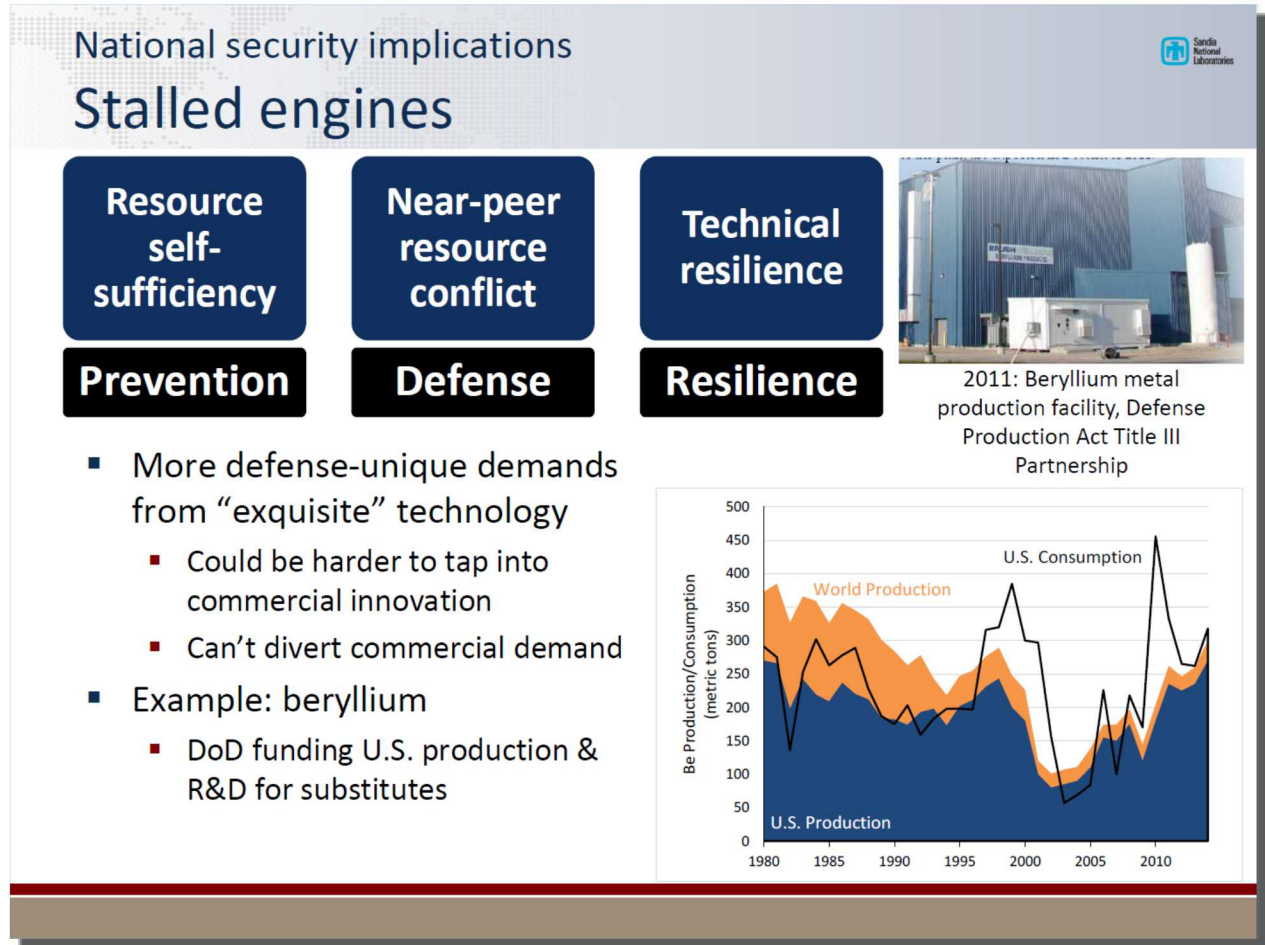 National security implications
Stalled engines
Sandia
National
Laboratories
Resource
self-
sufficiency
Near-peer
resource
conflict
Technical
resilience
Prevention
Defense
Resilience
2011: Beryllium metal
production facility, Defense
Production Act Title III
Partnership
▪ More defense-unique demands
from “exquisite” technology
▪ Could be harder to tap into
commercial innovation
▪ Can’t divert commercial demand
▪ Example: beryllium
▪ DoD funding U.S. production &
R&D for substitutes
Be Production/Consumption
(metric tons)
500
450
400
350
300
250
200
150
100
50
0
U.S. Consumption
World Production
U.S. Production
1980 1985 1990 1995 2000 2005 2010